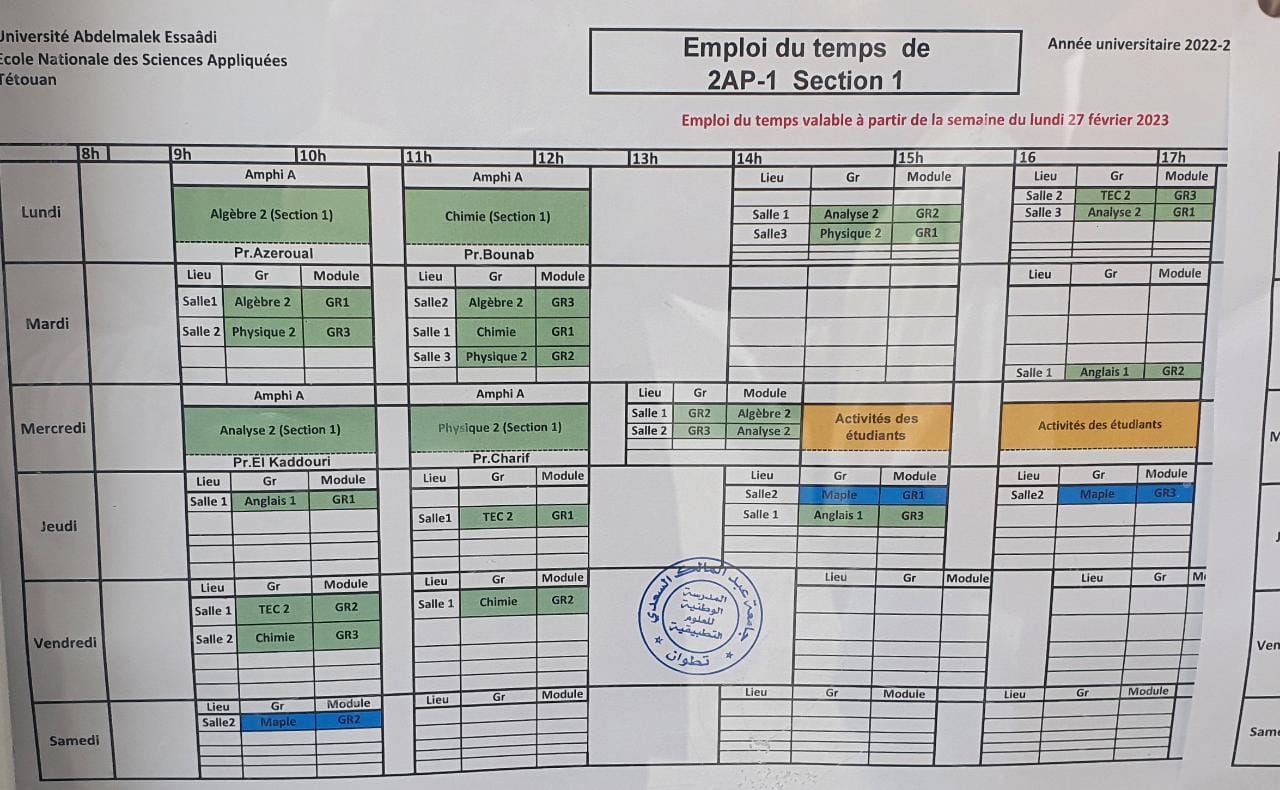 Université Abdelmalek Essaâdi
Ecole Nationale des Sciences Appliquées
Tétouan
Emploi du temps de
2AP-1 Section 1
Année universitaire 2022-2
Emploi du temps valable à partir de la semaine du lundi 27 février 2023
8h 9h 10h 11h 12h 13h 14h 15h 16 17h
Lundi
Amphi A
Algèbre 2 (Section 1)
Pr.Azeroual
Amphi A
Chimie (Section 1)
Pr.Bounab
Lieu Gr Module
Salle 1 Analyse 2 GR2
Salle3 Physique 2 GR1
Lieu Gr Module
Salle 2 TEC 2 GR3
Salle 3 Analyse 2 GR1
Mardi
Lieu Gr Module
Salle1 Algèbre 2 GR1
Salle 2 Physique 2 GR3
Lieu Gr Module
Salle2 Algèbre 2 GR3
Salle 1 Chimie GR1
Salle 3 Physique 2 GR2
Lieu Gr Module
Salle 1 Anglais 1 GR2
Mercredi
Amphi A
Analyse 2 (Section 1)
Pr.El Kaddouri
Amphi A
Physique 2 (Section 1)
Pr.Charif
Lieu Gr Module
Salle 1 GR2 Algèbre 2
Salle 2 GR3 Analyse 2
Activités des
étudiants
Activités des étudiants
Jeudi
Lieu Gr Module
Salle 1 Anglais 1 GR1
Lieu Gr Module
Salle1 TEC 2 GR1
Lieu Gr Module
Salle2 Maple GR1
Salle 1 Anglais 1 GR3
Lieu Gr Module
Salle2 Maple GR3
Vendredi
Lieu Gr Module
Salle 1 TEC 2 GR2
Salle 2 Chimie GR3
Lieu Gr Module
Salle 1 Chimie GR2
جامعة عبد المالك السعدي
المدرسة
الوطنية
للعلوم
التطبيقية
تطوان
Lieu Gr Module
Lieu Gr M
Samedi
Lieu Gr Module
Salle2 Maple GR2
Lieu Gr Module
Lieu Gr Module
Lieu Gr Module
M
J
Ven
Same